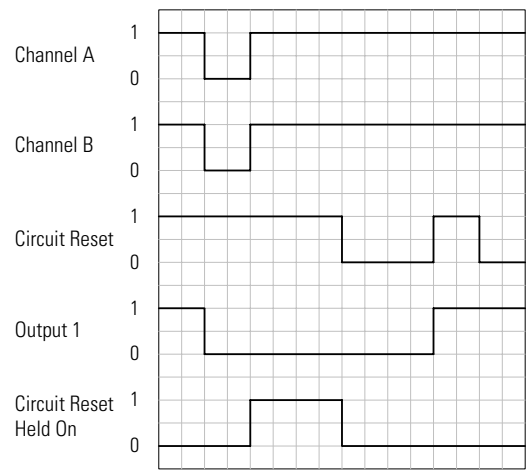 1
Channel A
0
1
Channel B
0
1
Circuit Reset
0
1
Output 1
0
Circuit Reset 1
Held On
0